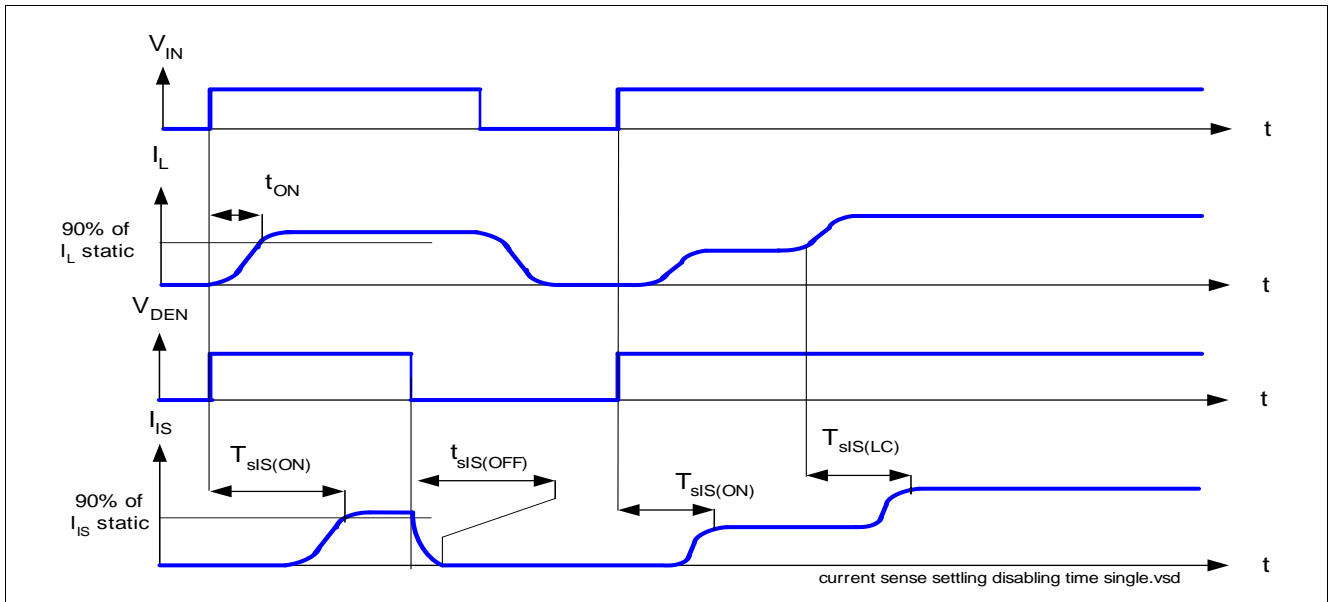 V_IN
t
I_L
t_ON
90% of
I_L static
t
V_DEN
t
I_IS
T_sIS(ON)
t_sIS(OFF)
T_sIS(ON)
T_sIS(LC)
90% of
I_IS static
t
current sense settling disabling time single.vsd